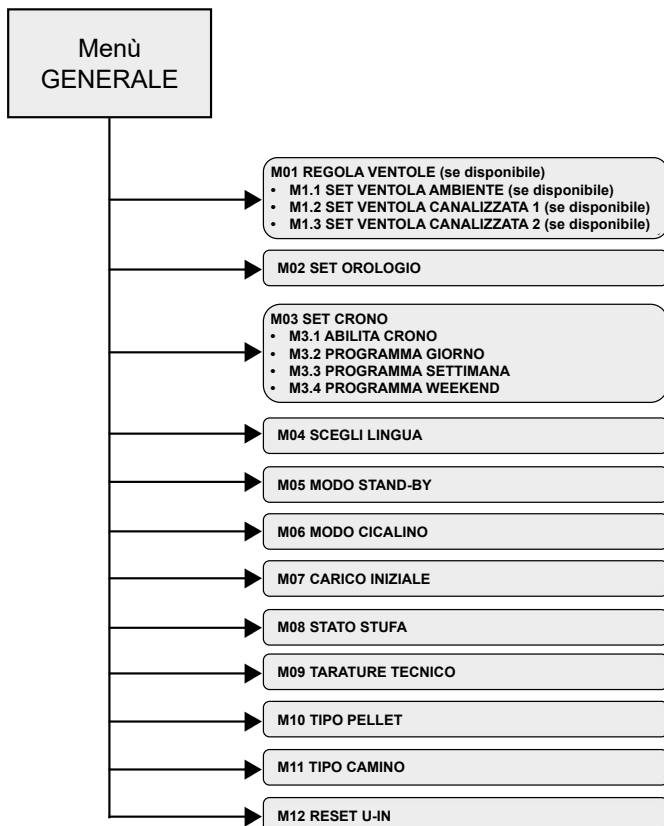 Menù
GENERALE
M01 REGOLA VENTOLE (se disponibile)
• M1.1 SET VENTOLA AMBIENTE (se disponibile)
• M1.2 SET VENTOLA CANALIZZATA 1 (se disponibile)
• M1.3 SET VENTOLA CANALIZZATA 2 (se disponibile)
M02 SET OROLOGIO
M03 SET CRONO
• M3.1 ABILITA CRONO
• M3.2 PROGRAMMA GIORNO
• M3.3 PROGRAMMA SETTIMANA
• M3.4 PROGRAMMA WEEKEND
M04 SCEGLI LINGUA
M05 MODO STAND-BY
M06 MODO CICALINO
M07 CARICO INIZIALE
M08 STATO STUFA
M09 TARATURE TECNICO
M10 TIPO PELLET
M11 TIPO CAMINO
M12 RESET U-IN